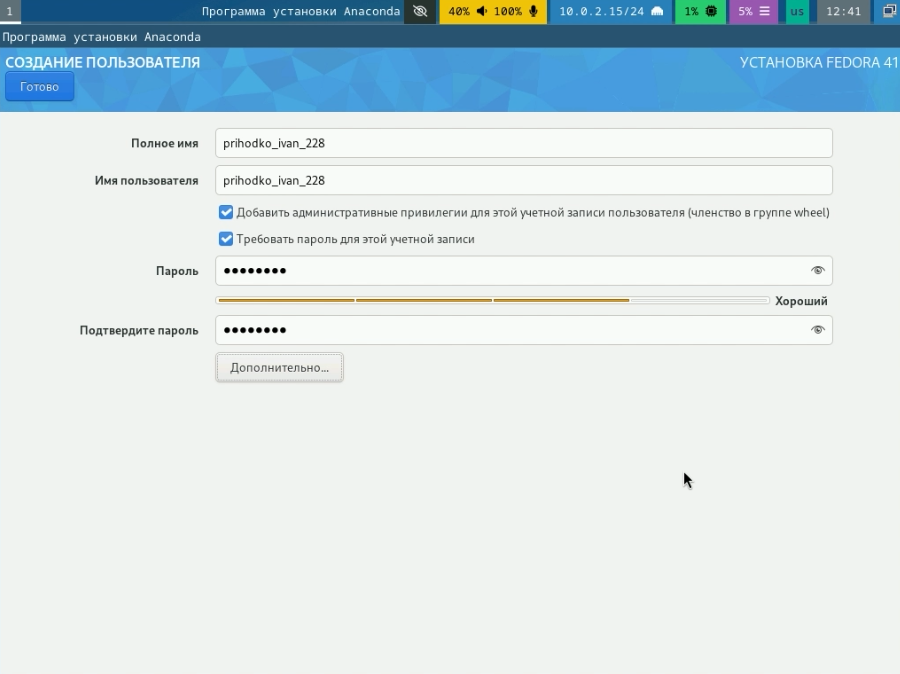 1 Программа установки Anaconda 40% 100% 10.0.2.15/24 1% 5% us 12:41
Программа установки Anaconda
СОЗДАНИЕ ПОЛЬЗОВАТЕЛЯ УСТАНОВКА FEDORA 41
Готово
Полное имя prihodko_ivan_228
Имя пользователя prihodko_ivan_228
Добавить административные привилегии для этой учетной записи пользователя (членство в группе wheel)
Требовать пароль для этой учетной записи
Пароль ●●●●●●●●
Хороший
Подтвердите пароль ●●●●●●●●
Дополнительно...